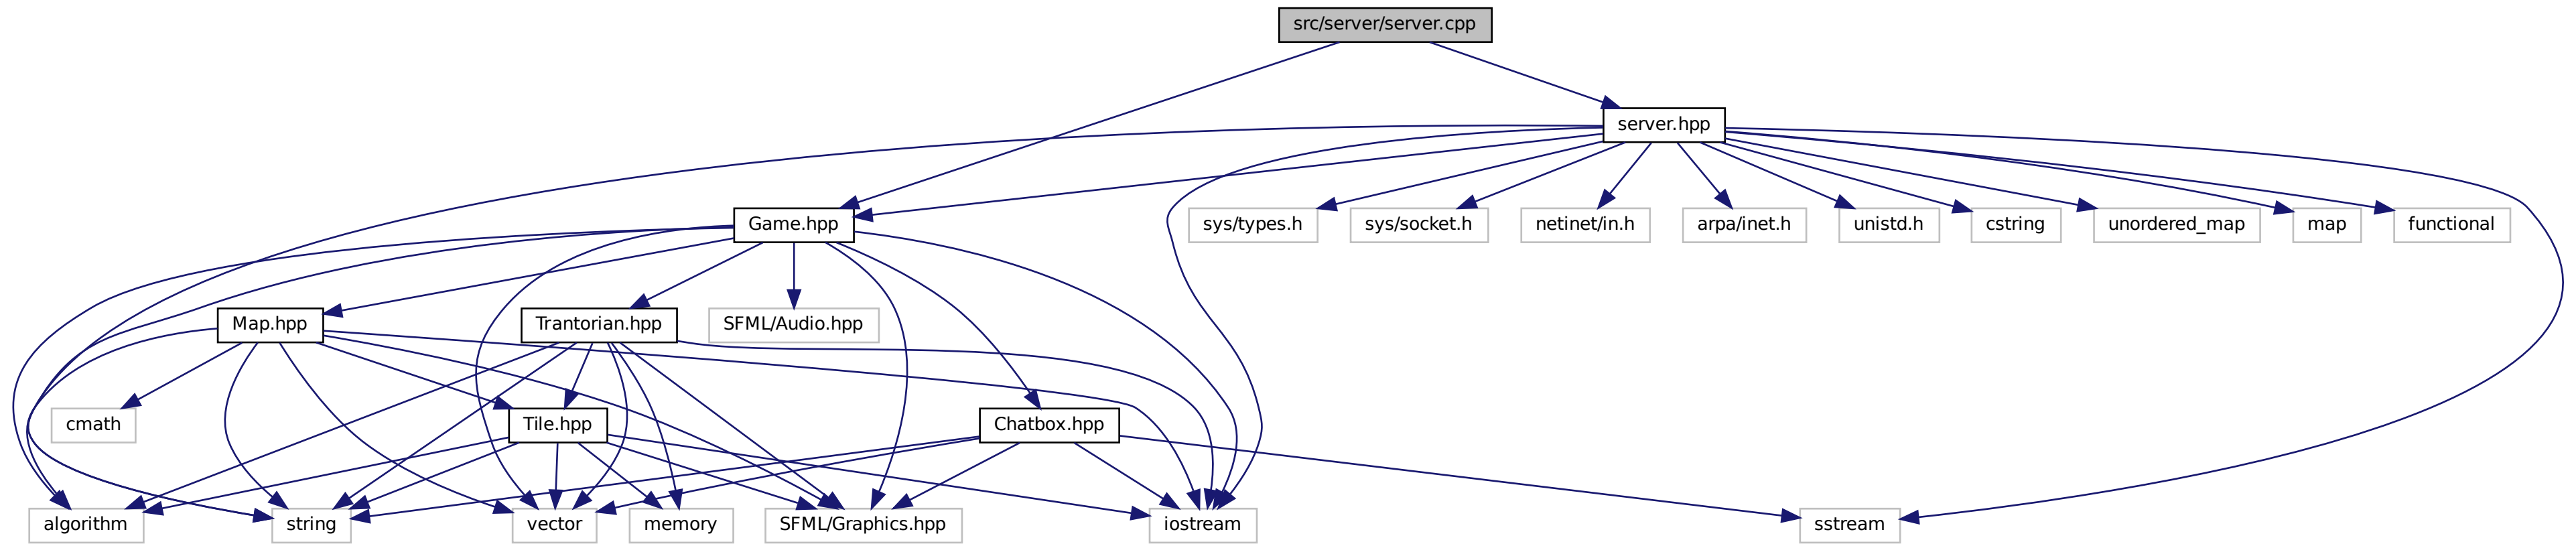 src/server/server.cpp
server.hpp
Game.hpp
sys/types.h
sys/socket.h
netinet/in.h
arpa/inet.h
unistd.h
cstring
unordered_map
map
functional
Map.hpp
Trantorian.hpp
SFML/Audio.hpp
cmath
Tile.hpp
Chatbox.hpp
algorithm
string
vector
memory
SFML/Graphics.hpp
iostream
sstream